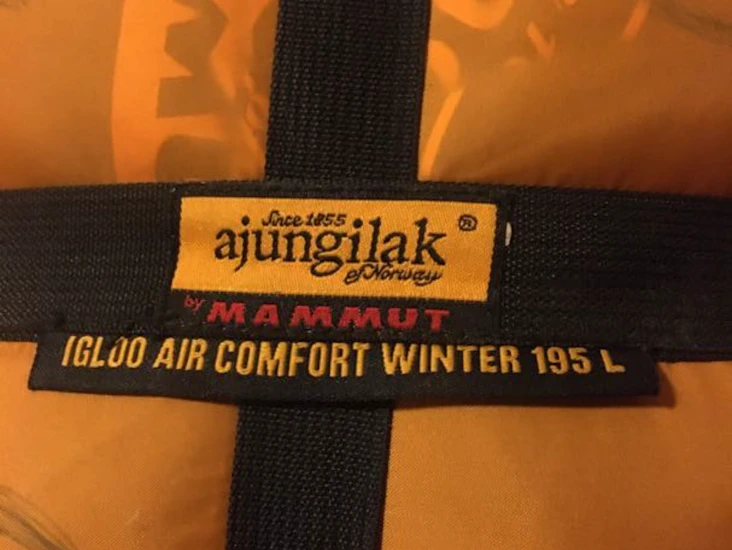 Since 1855
ajungilak ®
of Norway
by MAMMUT
IGLOO AIR COMFORT WINTER 195 L